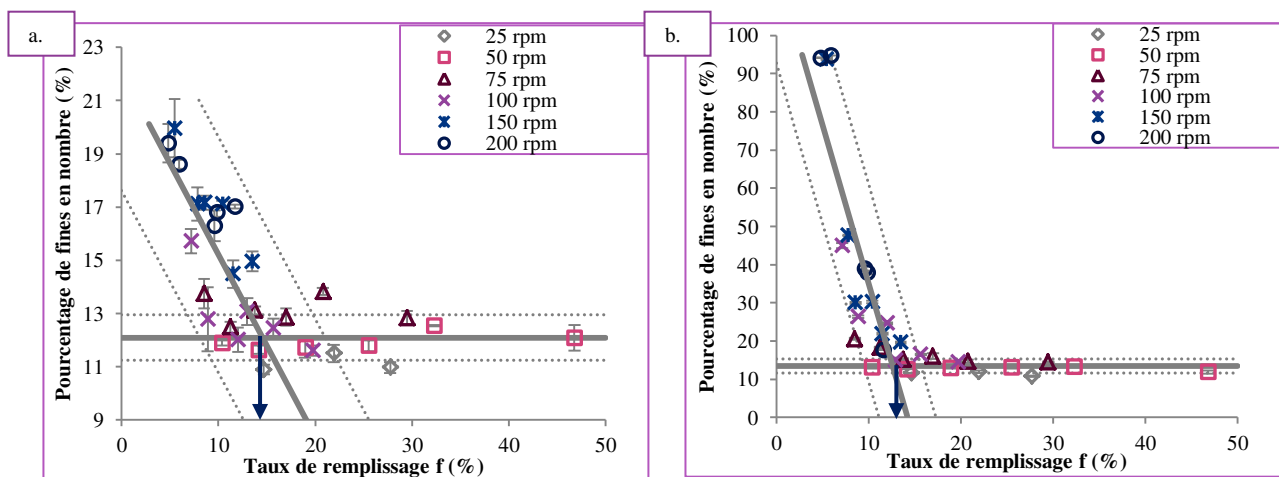 a.
Pourcentage de fines en nombre (%)
23
21
19
17
15
13
11
9
0
10
20
30
40
50
Taux de remplissage f (%)
25 rpm
50 rpm
75 rpm
100 rpm
150 rpm
200 rpm
b.
Pourcentage de fines en nombre (%)
100
90
80
70
60
50
40
30
20
10
0
0
10
20
30
40
50
Taux de remplissage f (%)
25 rpm
50 rpm
75 rpm
100 rpm
150 rpm
200 rpm